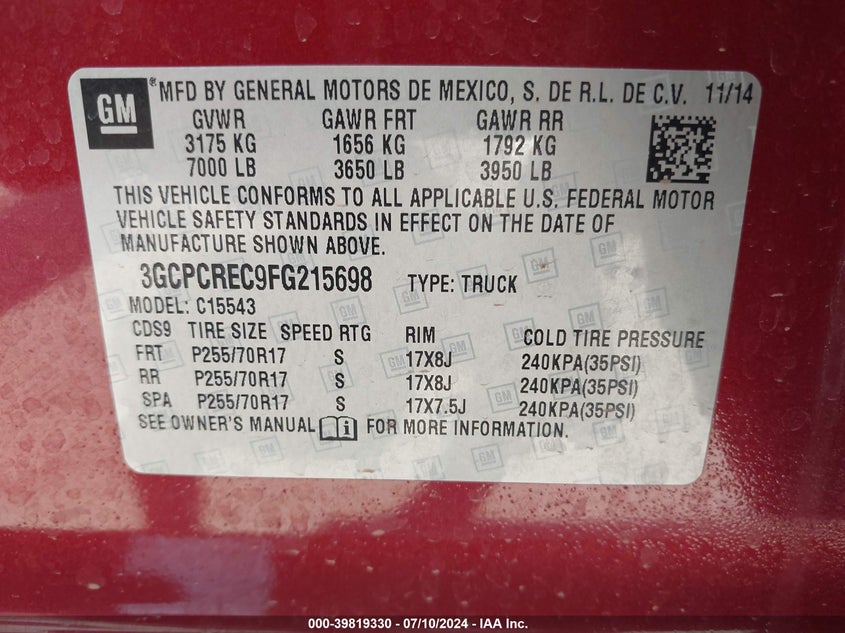 GM ® MFD BY GENERAL MOTORS DE MEXICO, S. DE R.L. DE C.V. 11/14
GVWR GAWR FRT GAWR RR
3175 KG 1656 KG 1792 KG
7000 LB 3650 LB 3950 LB
THIS VEHICLE CONFORMS TO ALL APPLICABLE U.S. FEDERAL MOTOR
VEHICLE SAFETY STANDARDS IN EFFECT ON THE DATE OF
MANUFACTURE SHOWN ABOVE.
3GCPCREC9FG215698 TYPE: TRUCK
MODEL: C15543
CDS9 TIRE SIZE SPEED RTG RIM COLD TIRE PRESSURE
FRT P255/70R17 S 17X8J 240KPA(35PSI)
RR P255/70R17 S 17X8J 240KPA(35PSI)
SPA P255/70R17 S 17X7.5J 240KPA(35PSI)
SEE OWNER'S MANUAL FOR MORE INFORMATION.
000-39819330 - 07/10/2024 - IAA Inc.